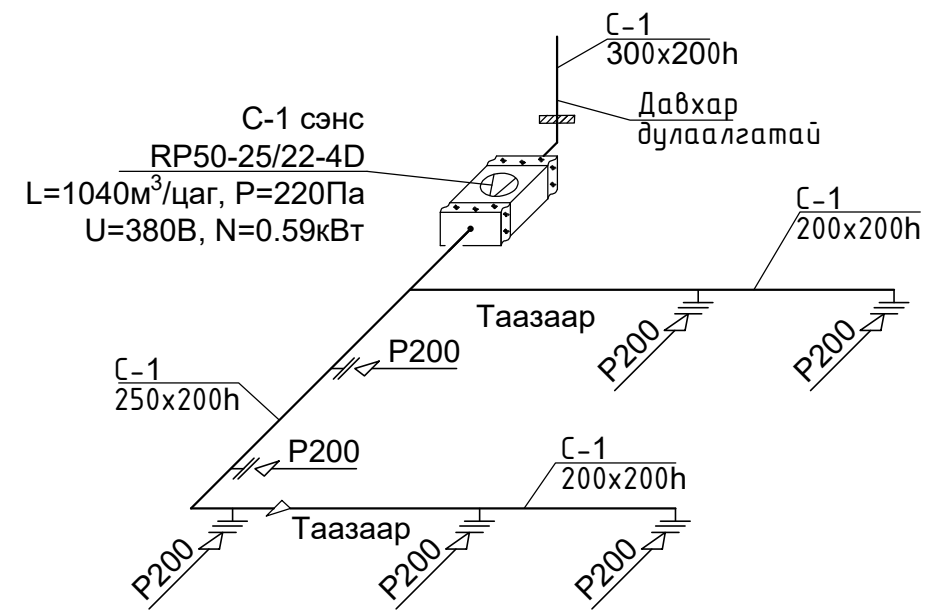 С-1
300x200h
Давхар
дулаалгатай
С-1 сэнс
RP50-25/22-4D
L=1040м³/цаг, P=220Па
U=380В, N=0.59кВт
С-1
200x200h
Таазаар
P200
P200
P200
С-1
250x200h
P200
С-1
200x200h
Таазаар
P200
P200
P200